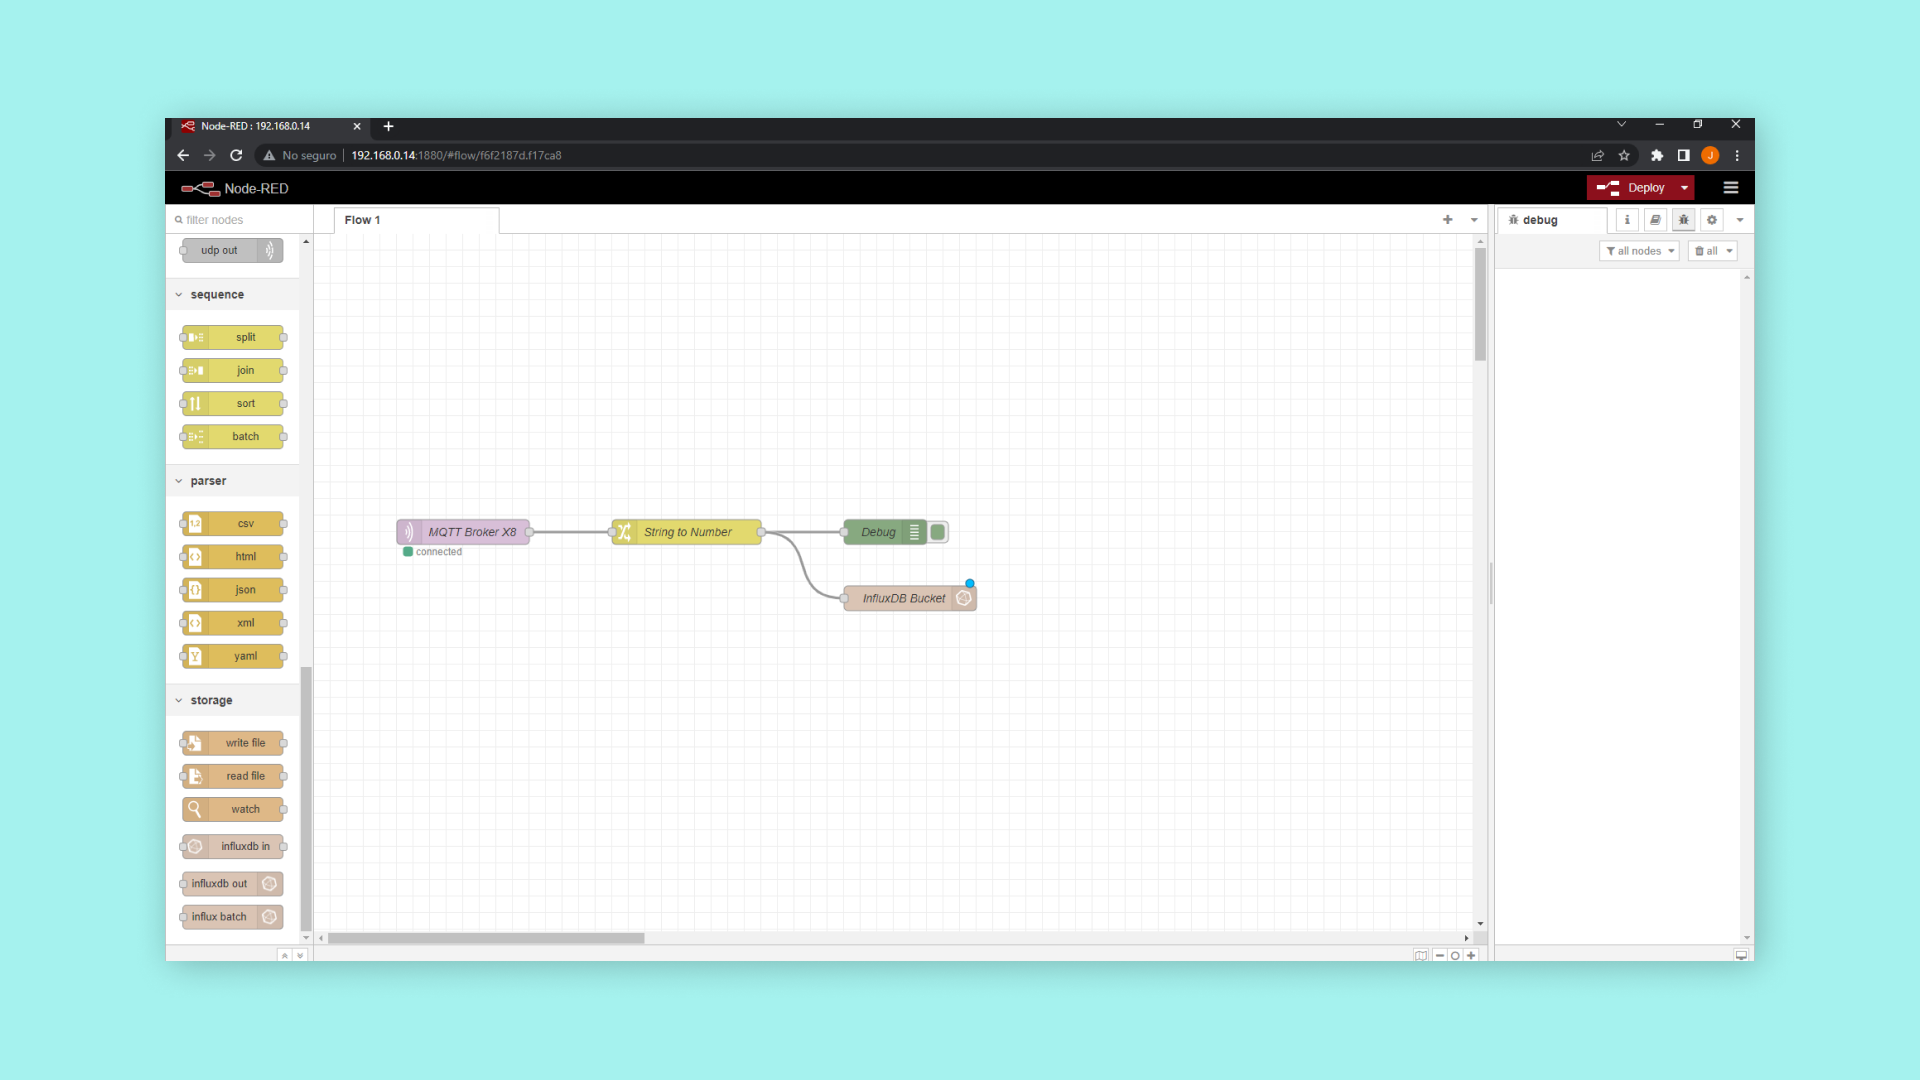 Node-RED : 192.168.0.14
No seguro
192.168.0.14:1880/#flow/f6f2187d.f17ca8
J
Node-RED
Deploy
filter nodes
Flow 1
debug
i
all nodes
all
udp out
sequence
split
join
sort
batch
parser
1,2
csv
html
json
xml
Y
yaml
storage
write file
read file
watch
influxdb in
influxdb out
influx batch
MQTT Broker X8
connected
String to Number
Debug
InfluxDB Bucket